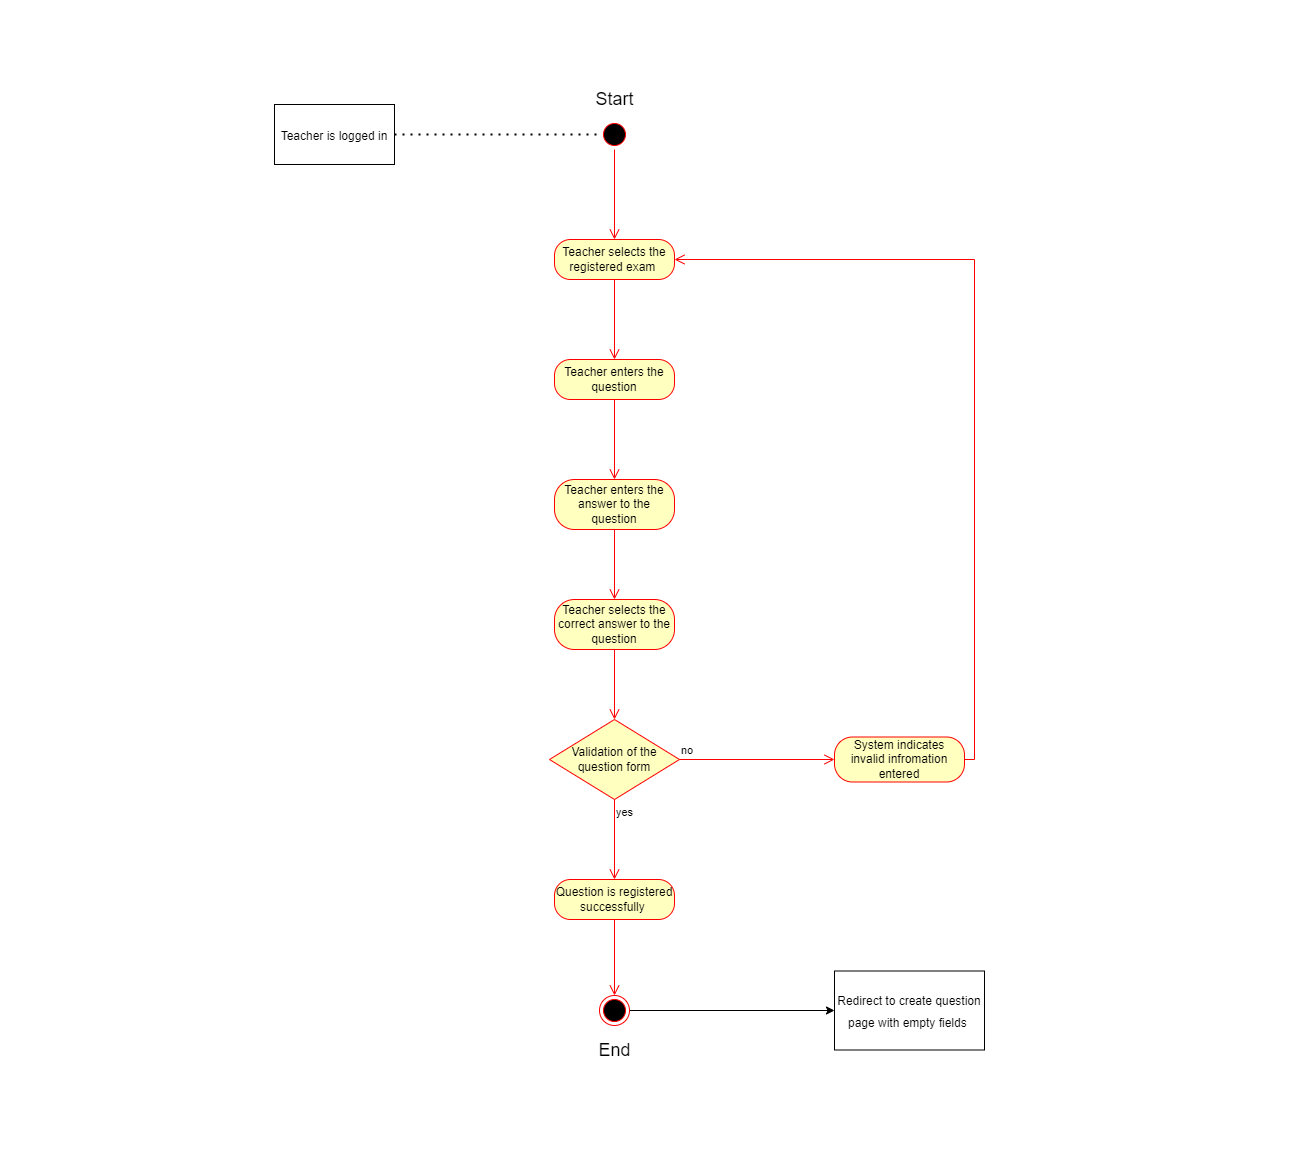 Start
Teacher is logged in
Teacher selects the
registered exam
Teacher enters the
question
Teacher enters the
answer to the
question
Teacher selects the
correct answer to the
question
Validation of the
question form
no
System indicates
invalid infromation
entered
yes
Question is registered
successfully
Redirect to create question
page with empty fields
End